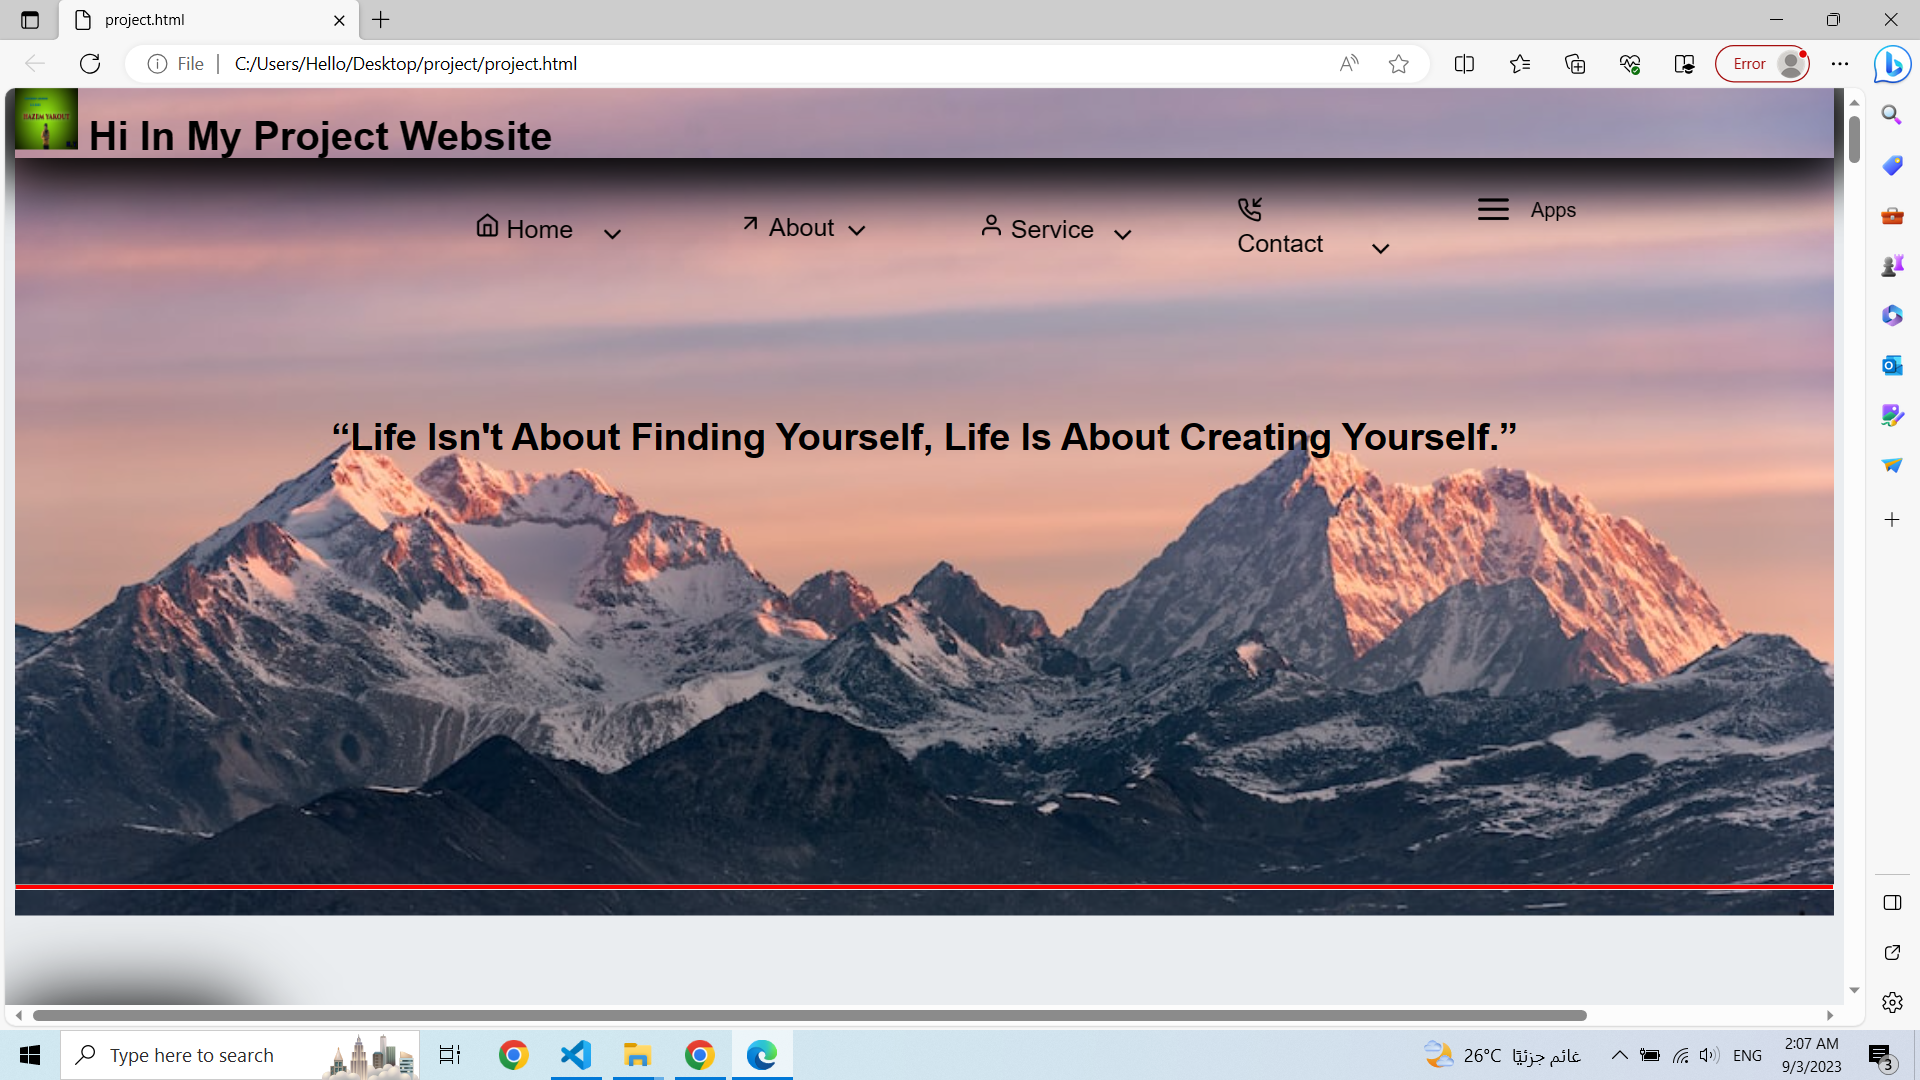 project.html
File
C:/Users/Hello/Desktop/project/project.html
Error
HAZEM YAKOUT
Hi In My Project Website
Home
About
Service
Contact
Apps
“Life Isn't About Finding Yourself, Life Is About Creating Yourself.”
Type here to search
26°C غائم جزئيًا
ENG
2:07 AM
9/3/2023
3